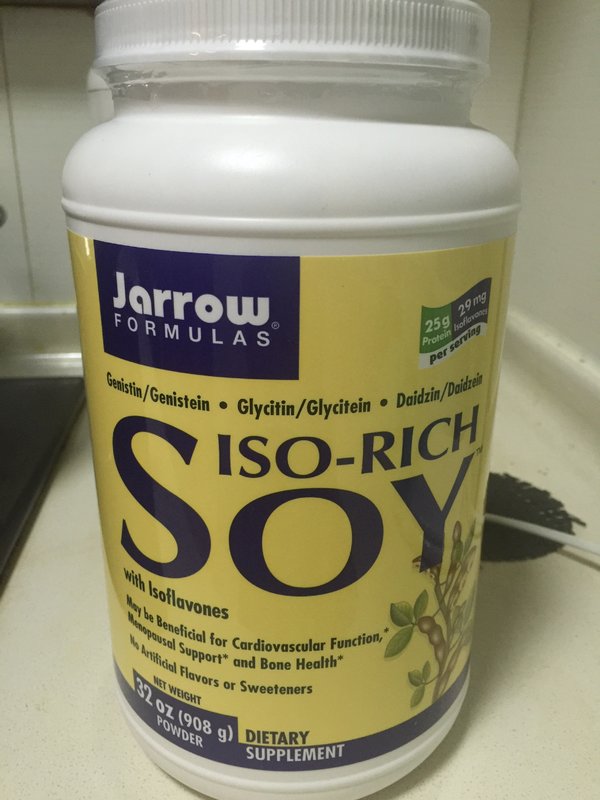 Jarrow
FORMULAS®
25g Protein
29 mg Isoflavones
per serving
Genistin/Genistein • Glycitin/Glycitein • Daidzin/Daidzein
ISO-RICH
SOY™
with Isoflavones
May be Beneficial for Cardiovascular Function,*
Menopausal Support* and Bone Health*
No Artificial Flavors or Sweeteners
NET WEIGHT
32 oz (908 g)
POWDER
DIETARY
SUPPLEMENT